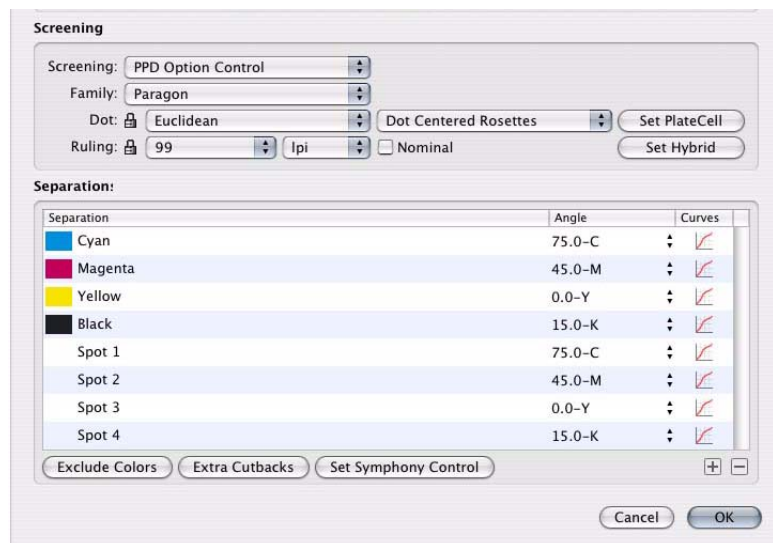 Screening
Screening: PPD Option Control
Family: Paragon
Dot: Euclidean Dot Centered Rosettes Set PlateCell
Ruling: 99 lpi Nominal Set Hybrid
Separations
Separation Angle Curves
Cyan 75.0-C
Magenta 45.0-M
Yellow 0.0-Y
Black 15.0-K
Spot 1 75.0-C
Spot 2 45.0-M
Spot 3 0.0-Y
Spot 4 15.0-K
Exclude Colors Extra Cutbacks Set Symphony Control
Cancel OK